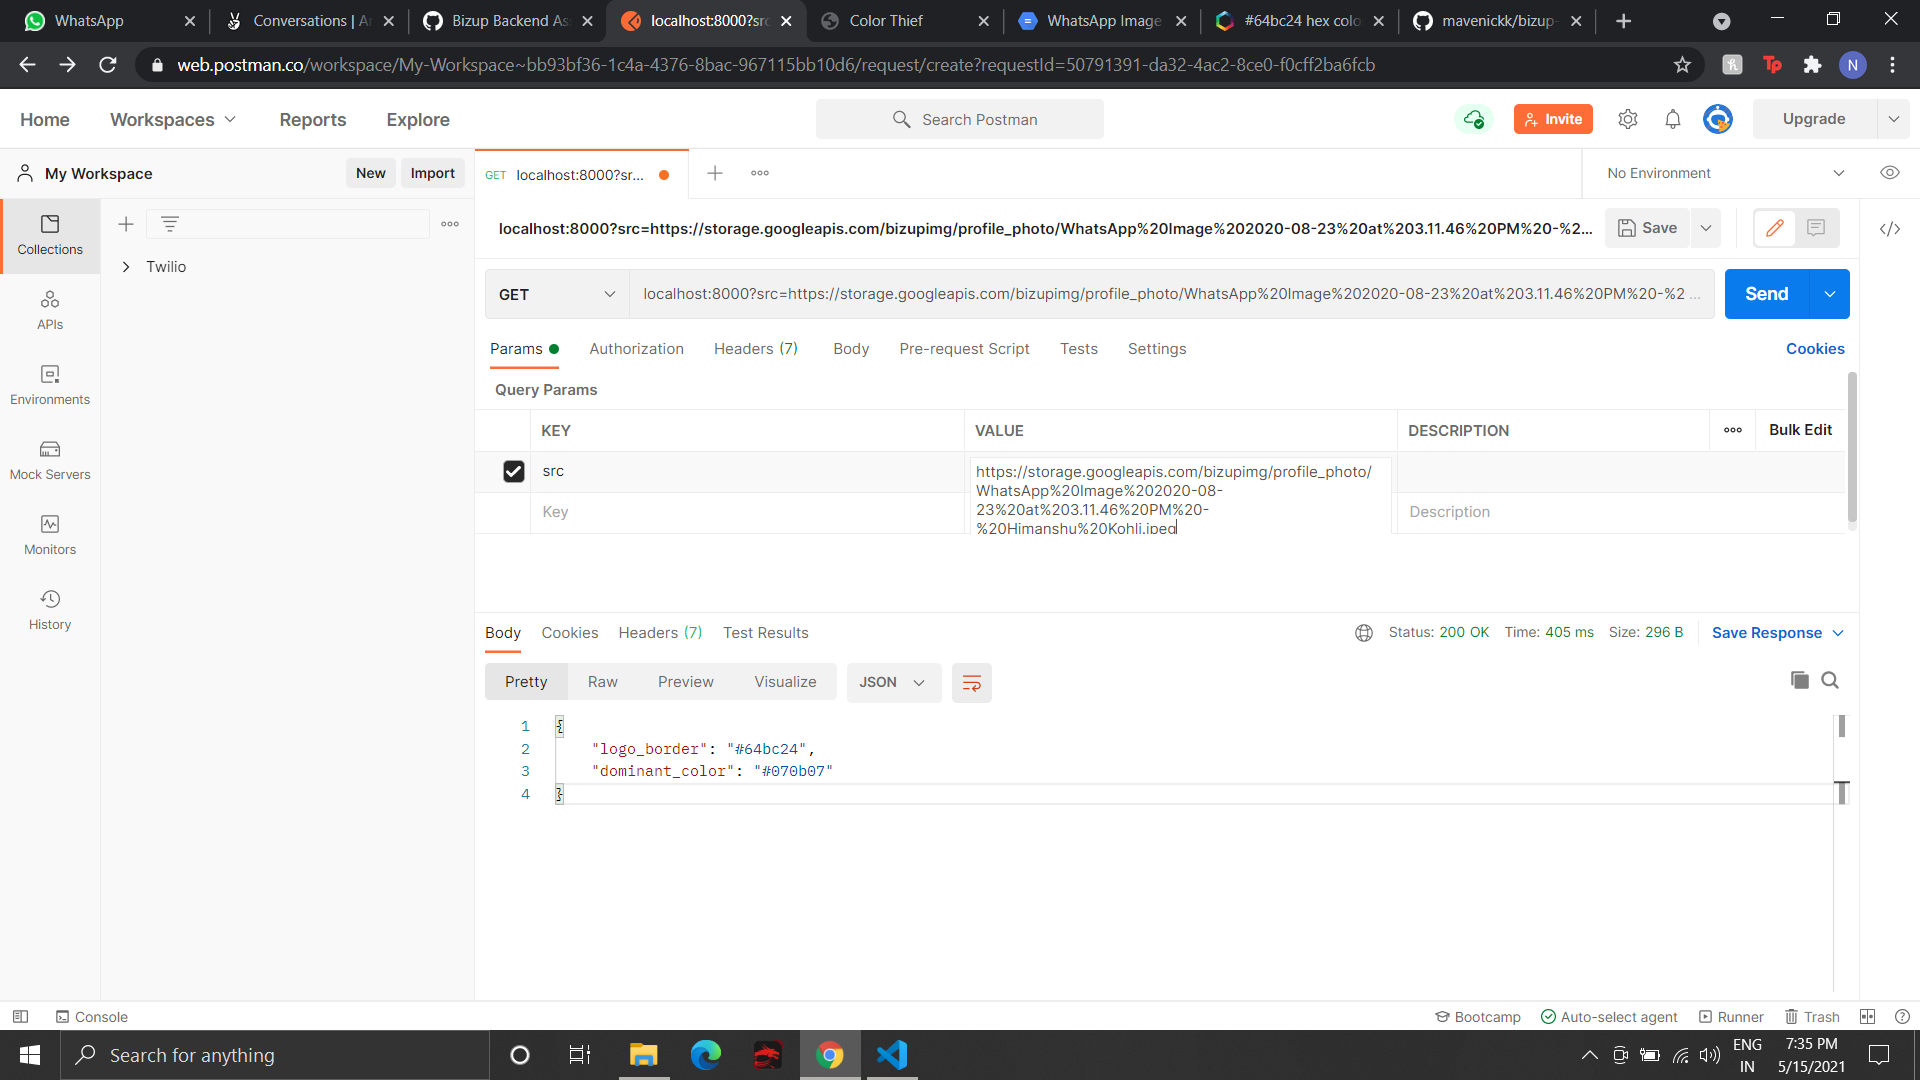 WhatsApp
Conversations | A
Bizup Backend As
localhost:8000?src
Color Thief
WhatsApp Image
#64bc24 hex colo
mavenickk/bizup-
web.postman.co/workspace/My-Workspace~bb93bf36-1c4a-4376-8bac-967115bb10d6/request/create?requestId=50791391-da32-4ac2-8ce0-f0cff2ba6fcb
N
Home Workspaces Reports Explore
Search Postman
Invite
Upgrade
My Workspace
New
Import
GET localhost:8000?sr...
No Environment
Collections
Twilio
APIs
Environments
Mock Servers
Monitors
History
localhost:8000?src=https://storage.googleapis.com/bizupimg/profile_photo/WhatsApp%20Image%202020-08-23%20at%203.11.46%20PM%20-%2...
Save
GET
localhost:8000?src=https://storage.googleapis.com/bizupimg/profile_photo/WhatsApp%20Image%202020-08-23%20at%203.11.46%20PM%20-%2 ...
Send
Params Authorization Headers (7) Body Pre-request Script Tests Settings
Cookies
Query Params
KEY VALUE DESCRIPTION
Bulk Edit
src
https://storage.googleapis.com/bizupimg/profile_photo/
WhatsApp%20Image%202020-08-
23%20at%203.11.46%20PM%20-
%20Himanshu%20Kohli.jpeg
Key
Description
Body Cookies Headers (7) Test Results
Status: 200 OK Time: 405 ms Size: 296 B
Save Response
Pretty Raw Preview Visualize
JSON
1 {
2 "logo_border": "#64bc24",
3 "dominant_color": "#070b07"
4 }
Console
Bootcamp Auto-select agent Runner Trash
Search for anything
ENG
IN
7:35 PM
5/15/2021